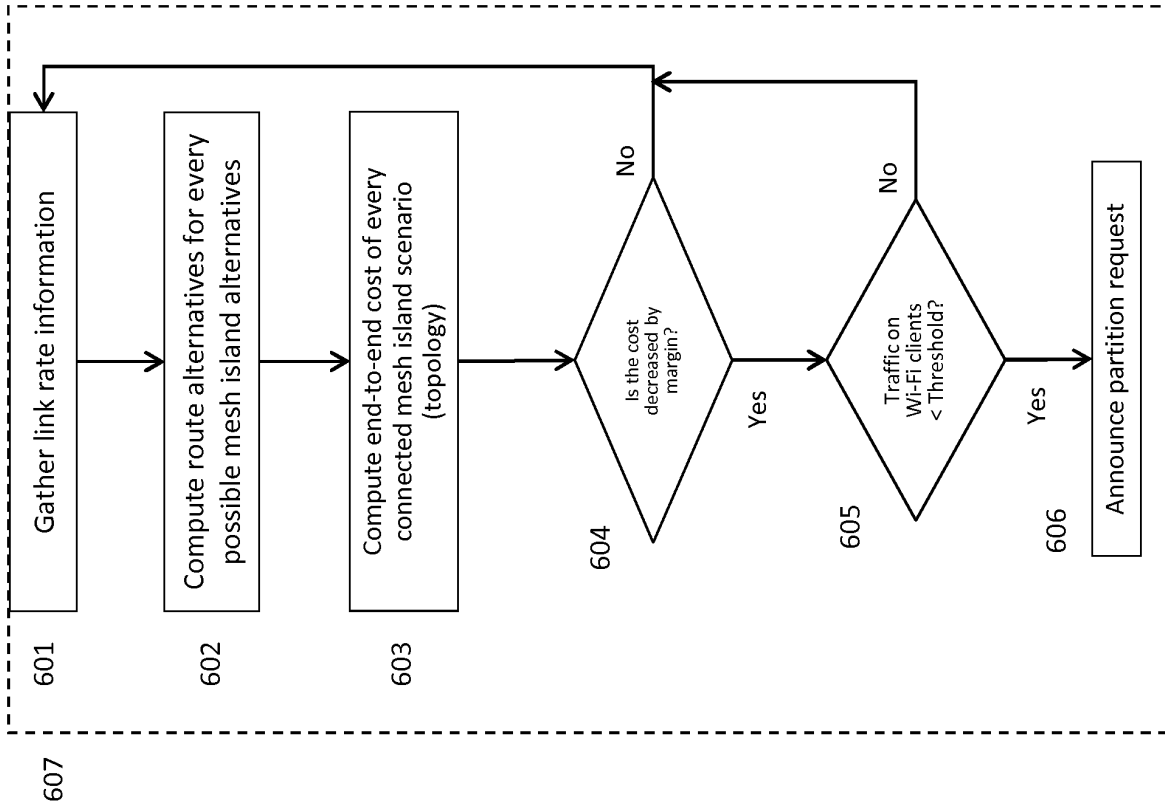 607
601
Gather link rate information
602
Compute route alternatives for every
possible mesh island alternatives
603
Compute end-to-end cost of every
connected mesh island scenario
(topology)
604
Is the cost
decreased by
margin?
No
Yes
605
Traffic on
Wi-Fi clients
< Threshold?
No
Yes
606
Announce partition request